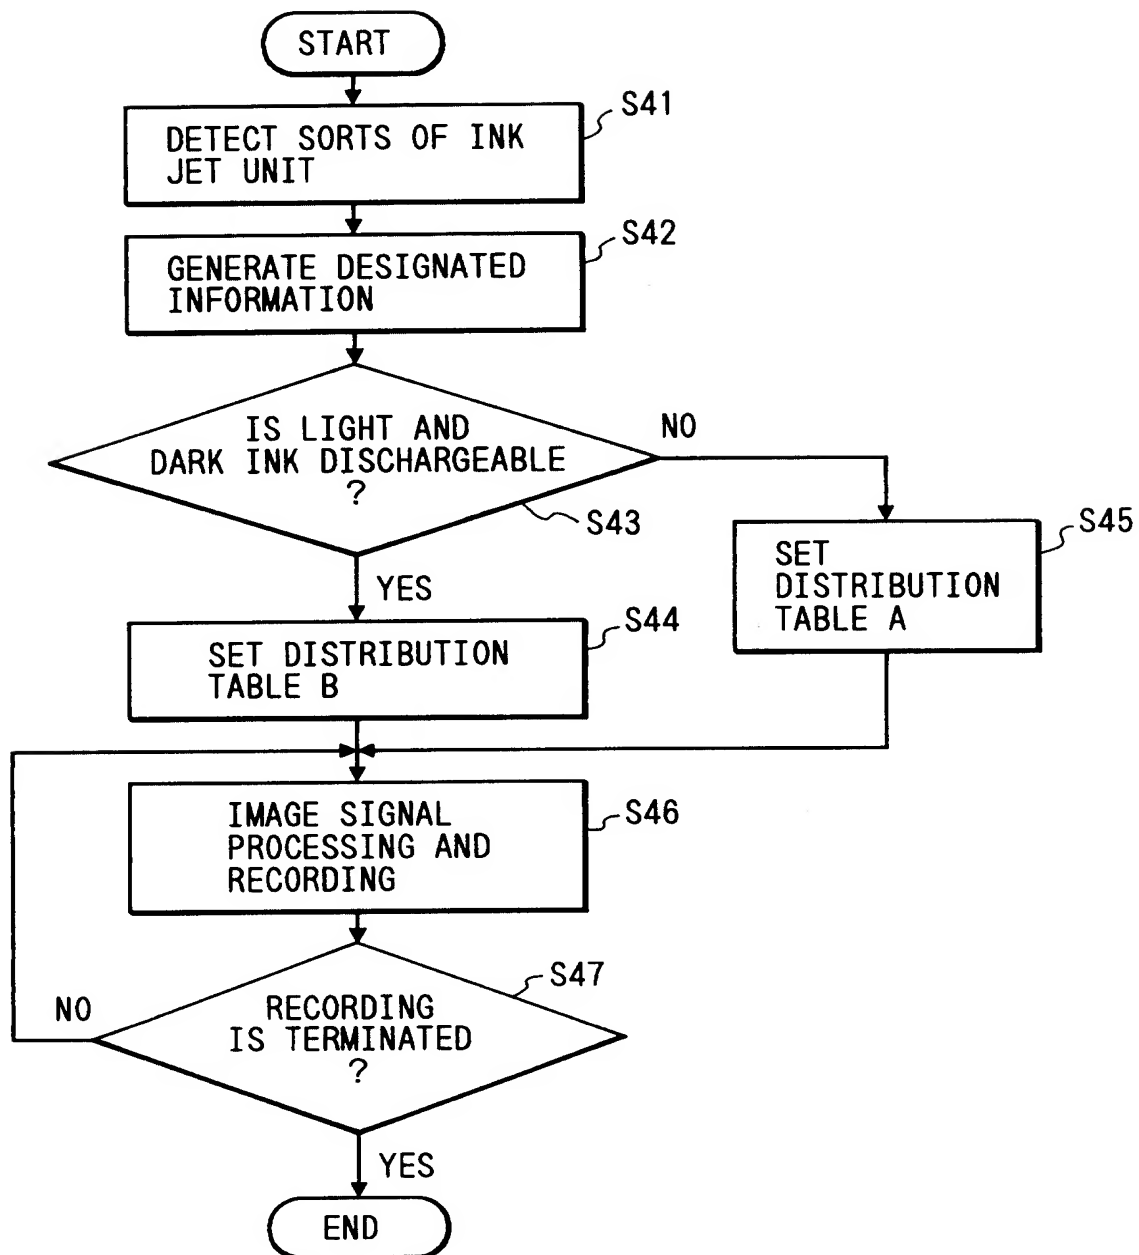 START
S41
DETECT SORTS OF INK
JET UNIT
S42
GENERATE DESIGNATED
INFORMATION
IS LIGHT AND
DARK INK DISCHARGEABLE
?
NO
S43
YES
S45
SET
DISTRIBUTION
TABLE A
S44
SET DISTRIBUTION
TABLE B
S46
IMAGE SIGNAL
PROCESSING AND
RECORDING
S47
RECORDING
IS TERMINATED
?
NO
YES
END